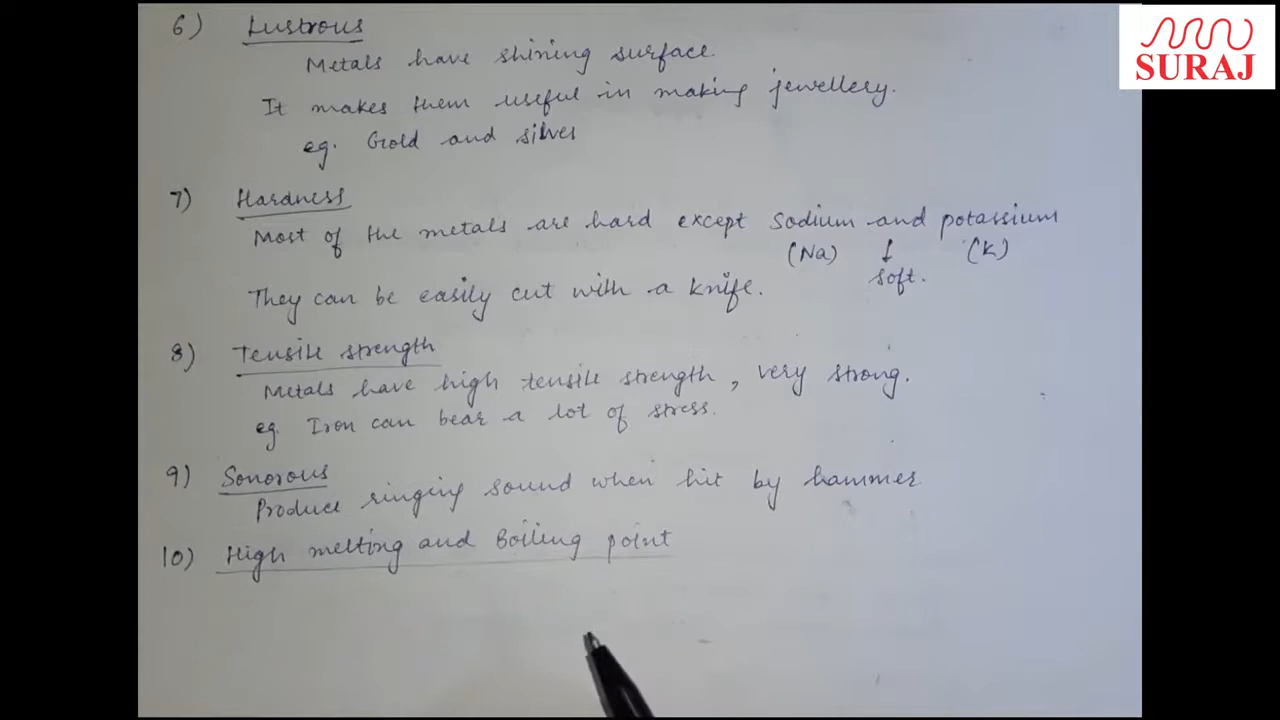 SURAJ
6) Lustrous
Metals have shining surface.
It makes them useful in making jewellery.
eg. Gold and silver
7) Hardness
Most of the metals are hard except sodium and potassium
(Na) ↓ (K)
soft.
They can be easily cut with a knife.
8) Tensile strength
Metals have high tensile strength, very strong.
eg. Iron can bear a lot of stress.
9) Sonorous
Produce ringing sound when hit by hammer
10) High melting and Boiling point